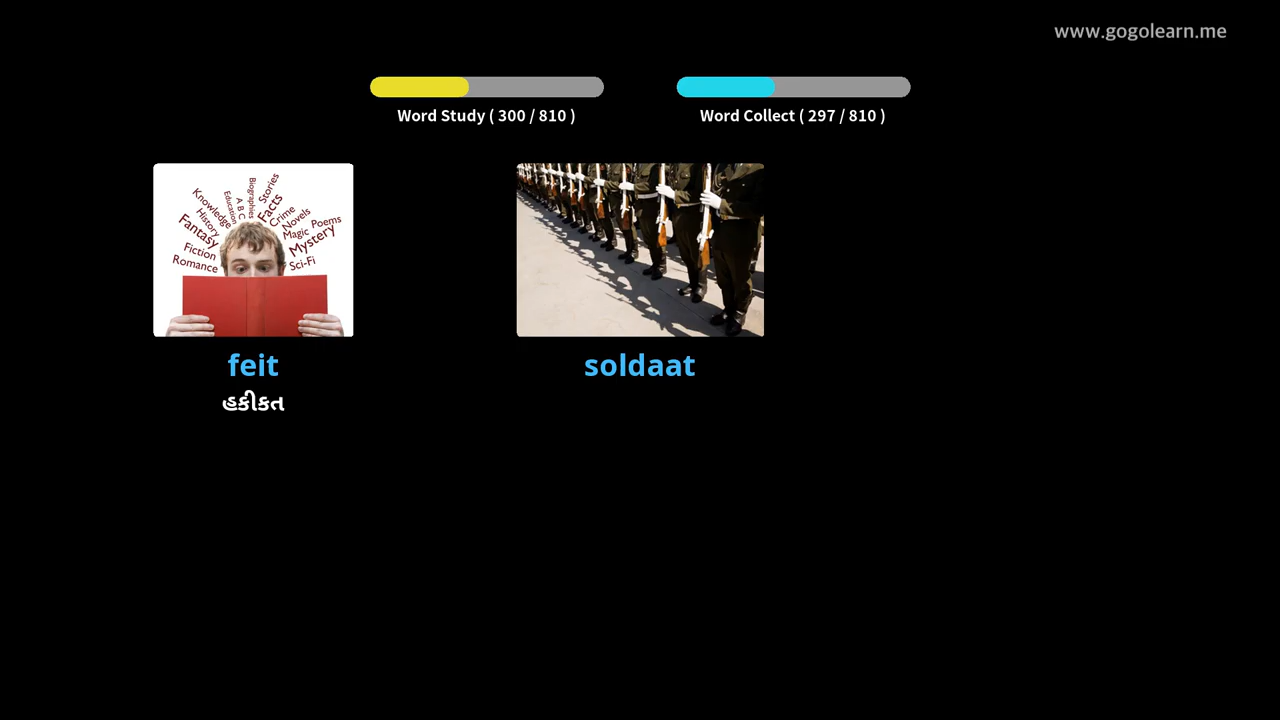 www.gogolearn.me
Word Study ( 300 / 810 )
Word Collect ( 297 / 810 )
Knowledge
History
Fantasy
Fiction
Romance
Education
A B C
Biographies
Stories
Facts
Crime
Novels
Magic
Poems
Mystery
Sci-Fi
feit
હકીકત
soldaat